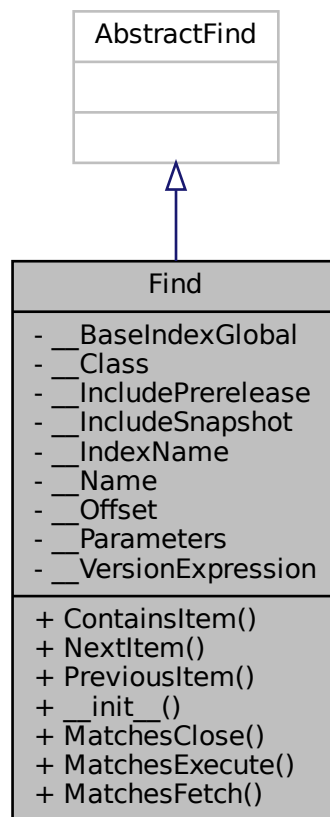 AbstractFind
Find
- __BaseIndexGlobal
- __Class
- __IncludePrerelease
- __IncludeSnapshot
- __IndexName
- __Name
- __Offset
- __Parameters
- __VersionExpression
+ ContainsItem()
+ NextItem()
+ PreviousItem()
+ __init__()
+ MatchesClose()
+ MatchesExecute()
+ MatchesFetch()